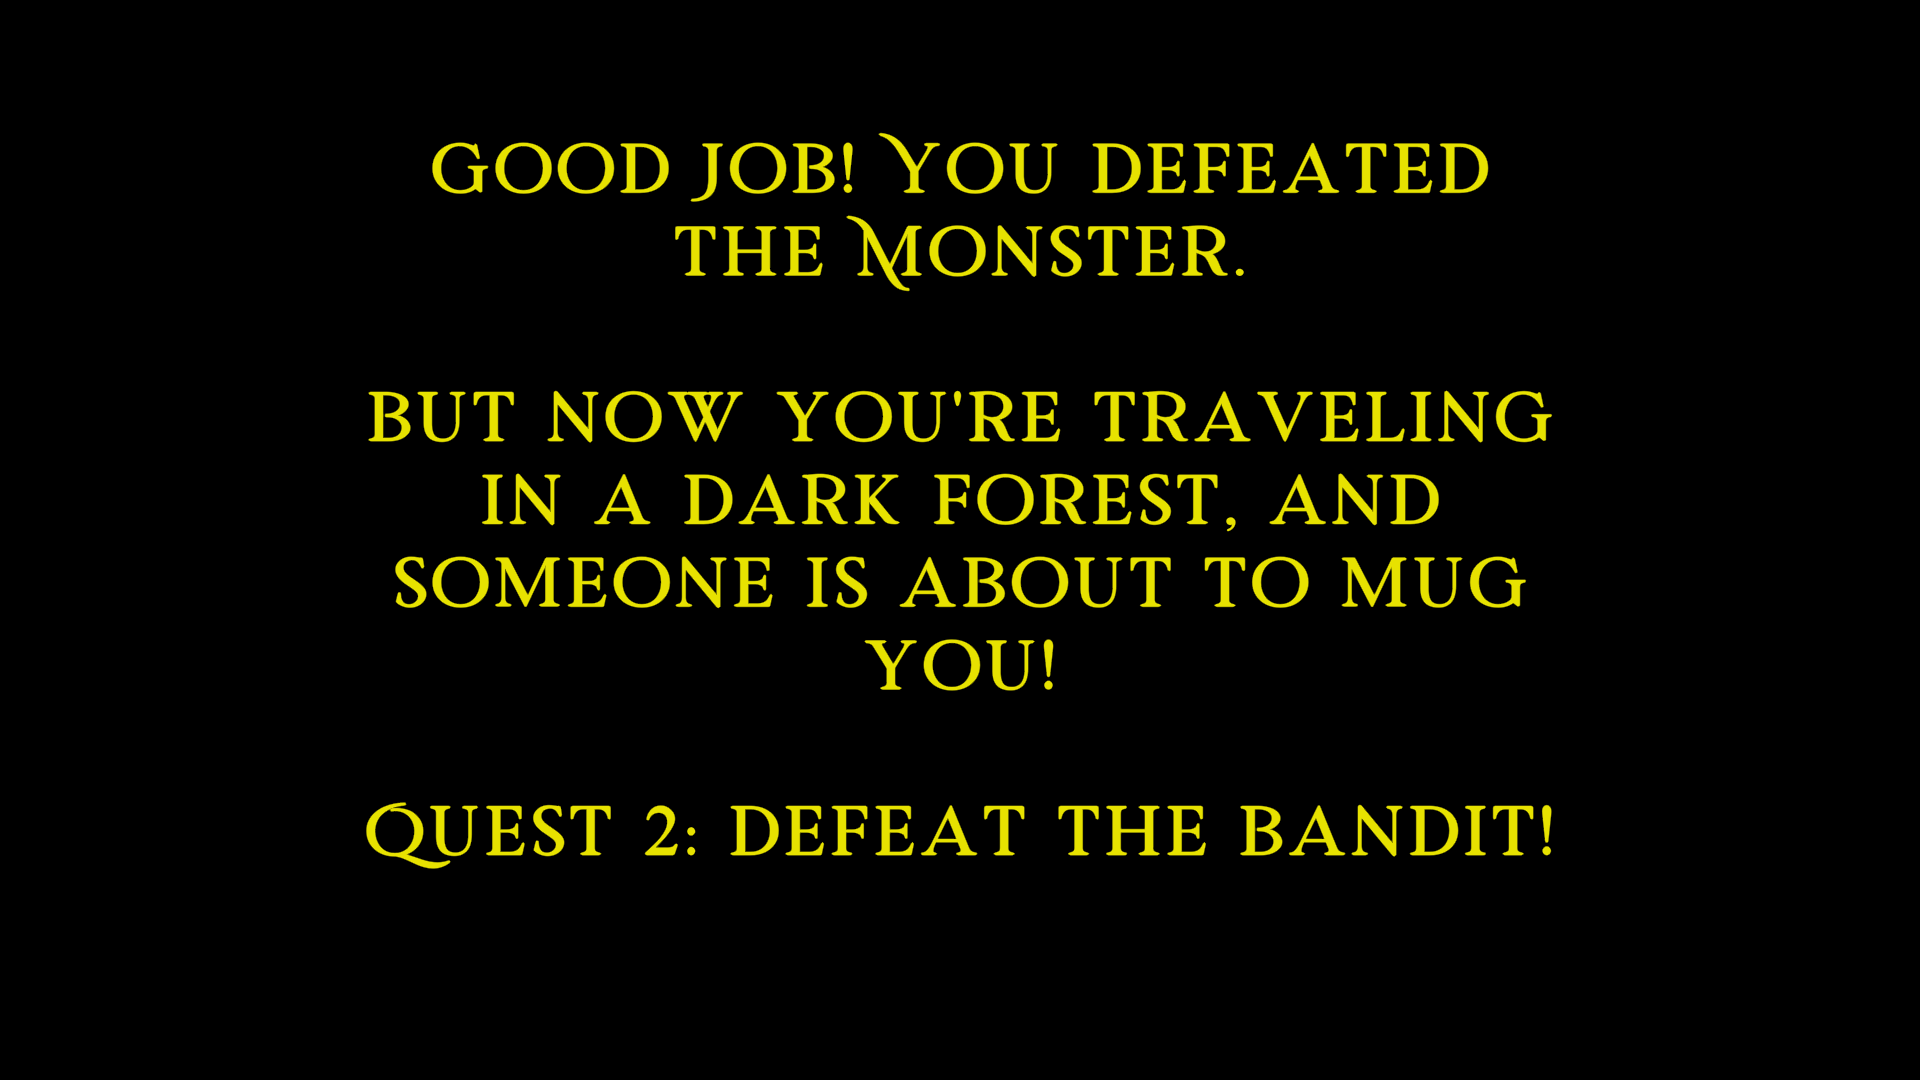 Good job! You defeated
the Monster.
But now you're traveling
in a dark forest, and
someone is about to mug
you!
Quest 2: Defeat the Bandit!